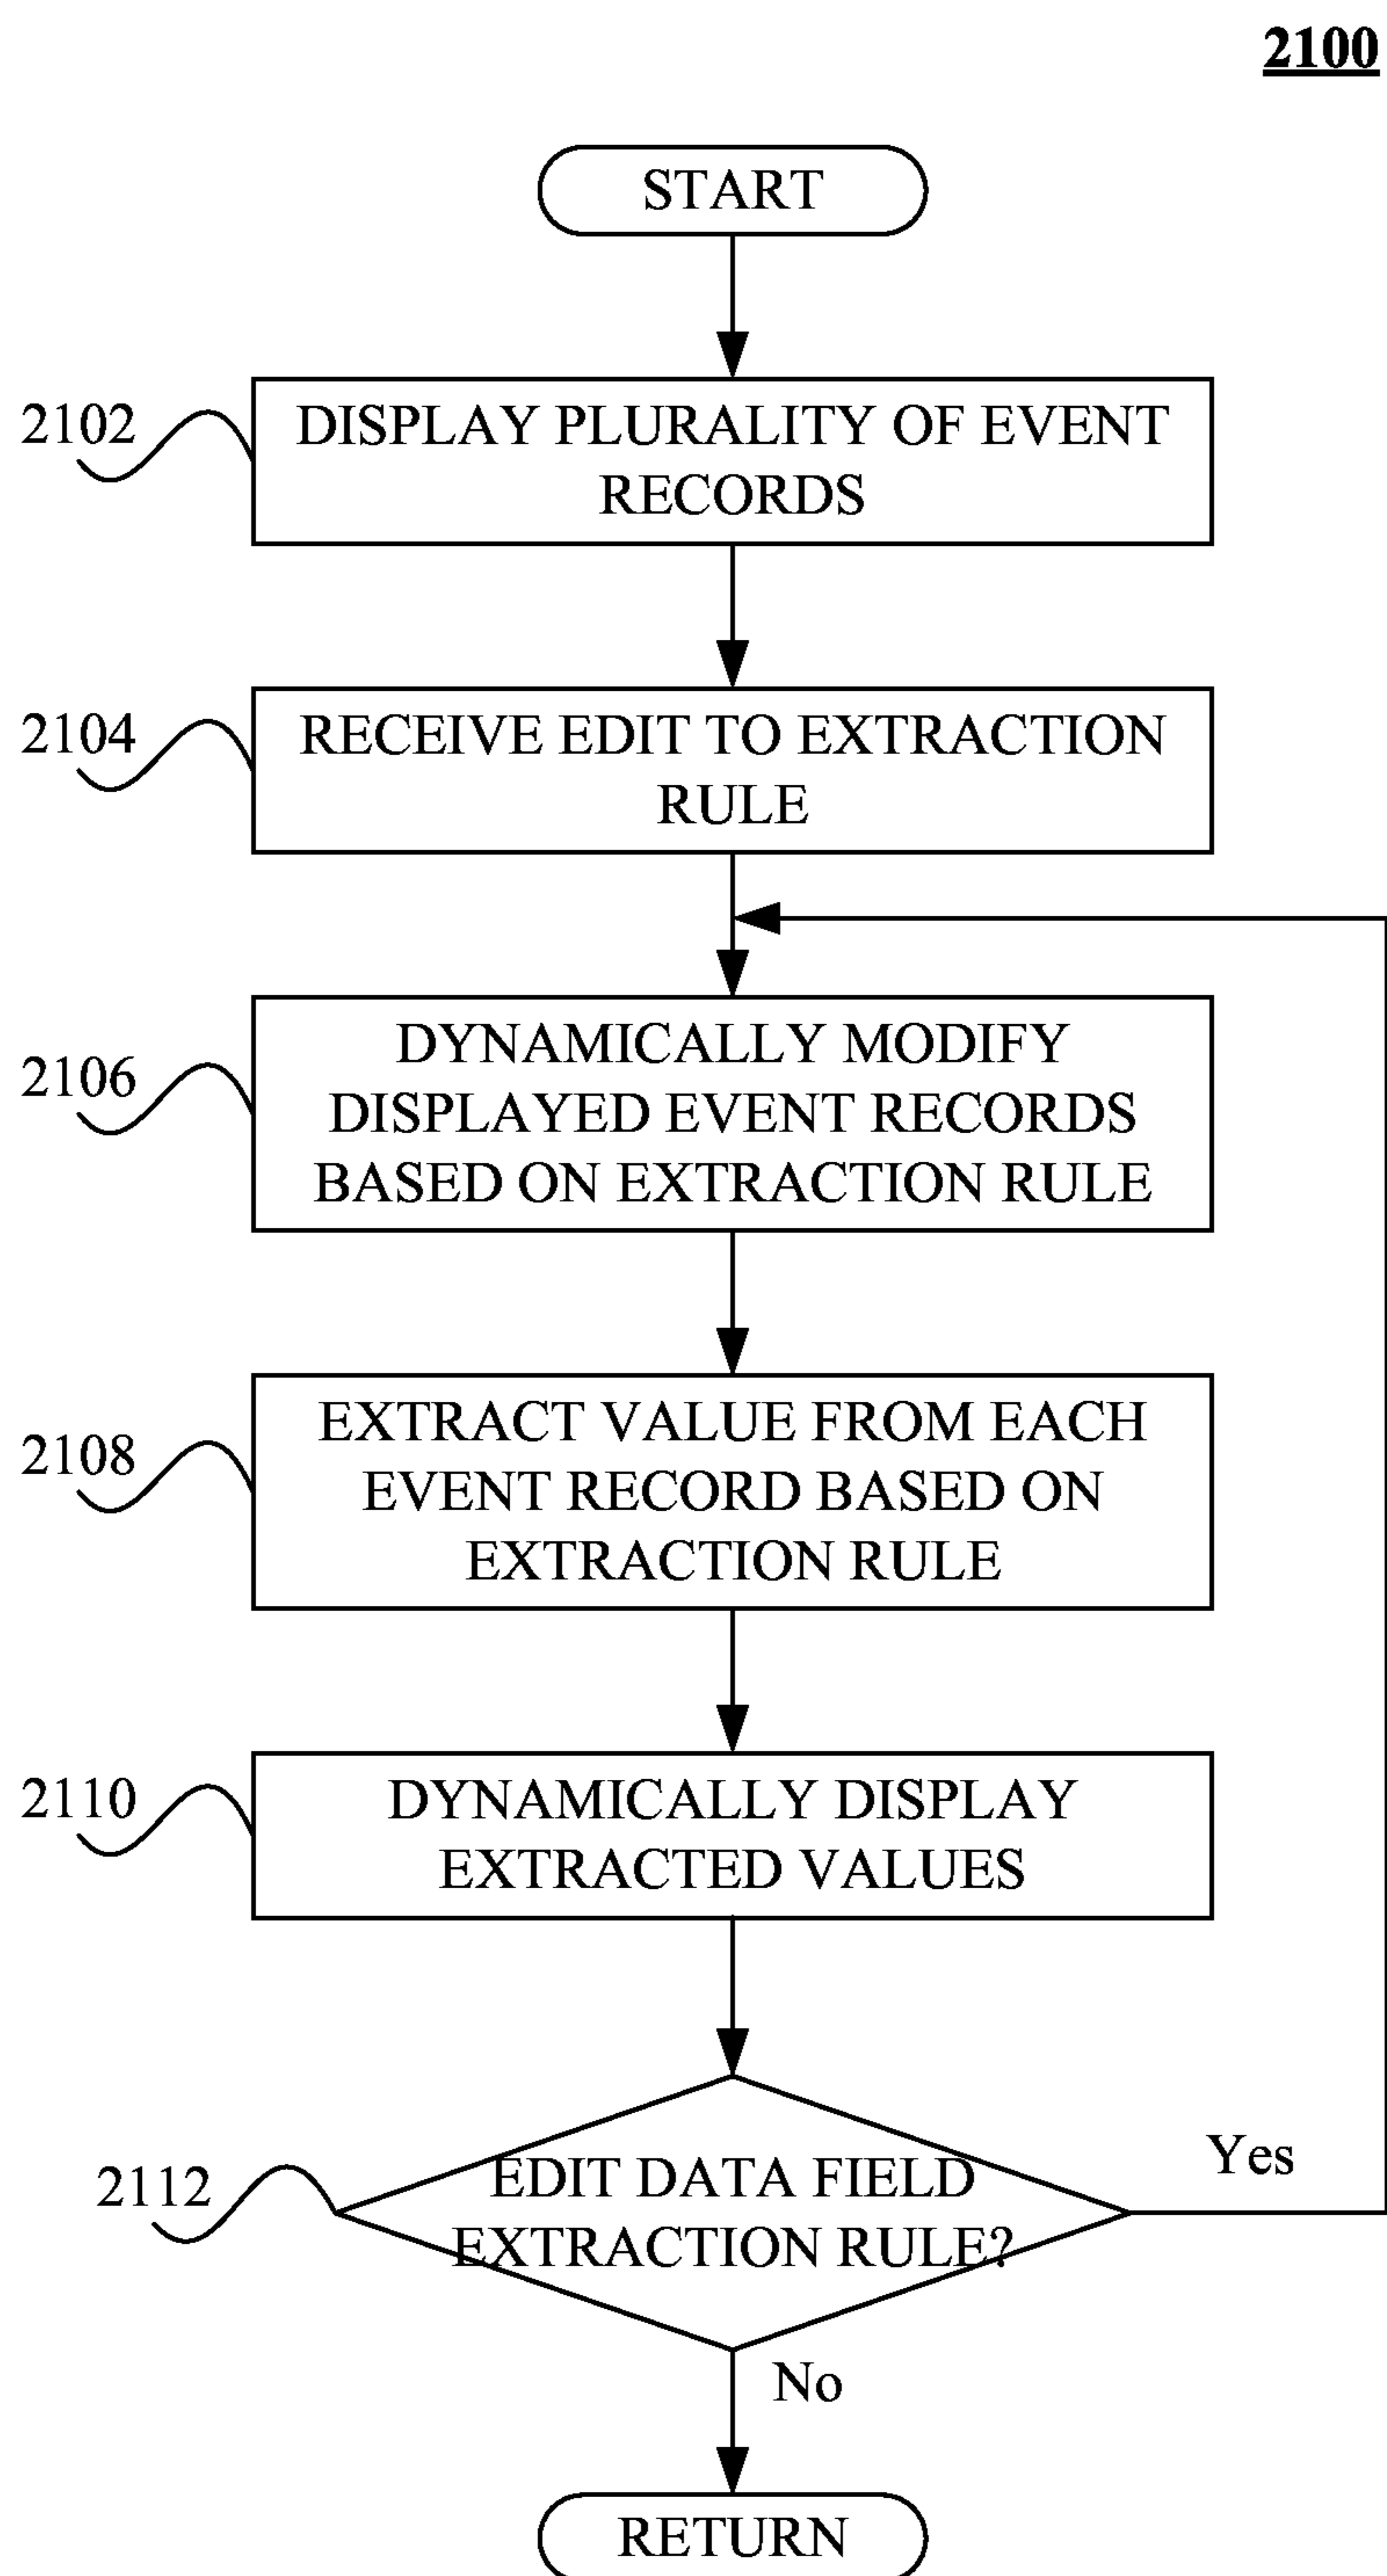 2100
START
2102
DISPLAY PLURALITY OF EVENT
RECORDS
2104
RECEIVE EDIT TO EXTRACTION
RULE
2106
DYNAMICALLY MODIFY
DISPLAYED EVENT RECORDS
BASED ON EXTRACTION RULE
2108
EXTRACT VALUE FROM EACH
EVENT RECORD BASED ON
EXTRACTION RULE
2110
DYNAMICALLY DISPLAY
EXTRACTED VALUES
2112
EDIT DATA FIELD
EXTRACTION RULE?
Yes
No
RETURN